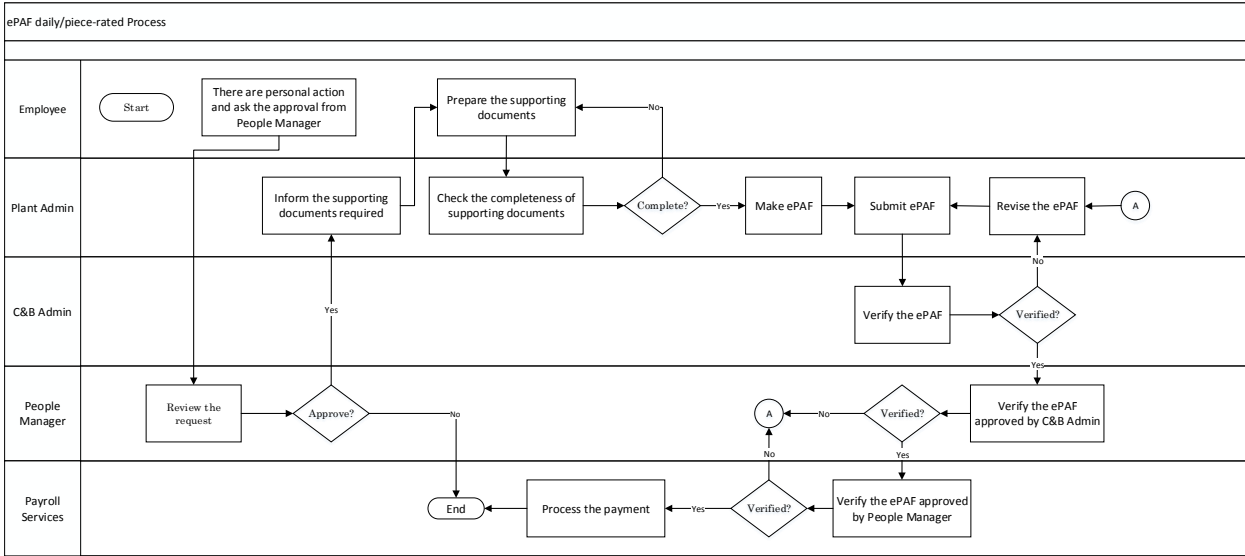 ePAF daily/piece-rated Process
Employee
Start
There are personal action
and ask the approval from
People Manager
Prepare the supporting
documents
No
Plant Admin
Inform the supporting
documents required
Check the completeness of
supporting documents
Complete?
Yes
Make ePAF
Submit ePAF
Revise the ePAF
A
C&B Admin
Yes
Verify the ePAF
Verified?
No
Yes
People
Manager
Review the
request
Approve?
No
A
No
Verified?
Verify the ePAF
approved by C&B Admin
Yes
No
Payroll
Services
End
Process the payment
Yes
Verified?
Verify the ePAF approved
by People Manager